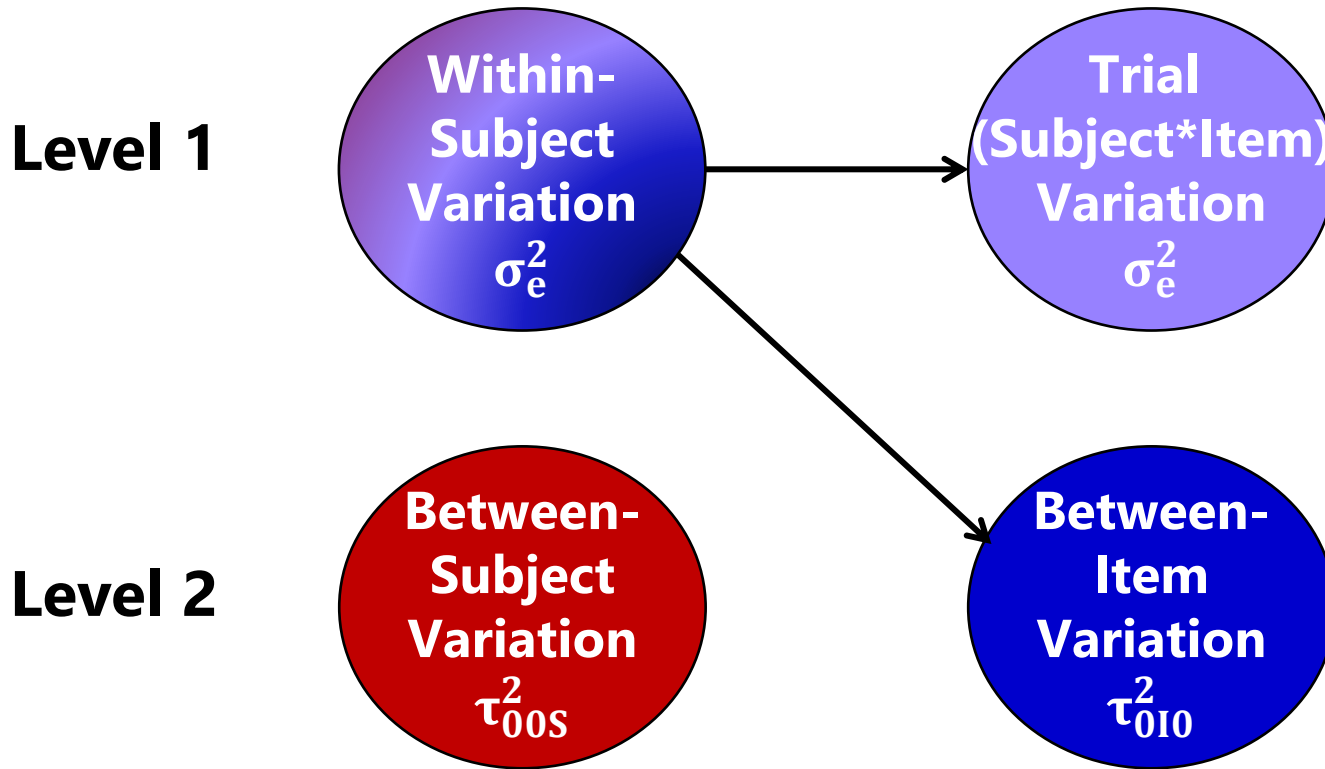 Level 1
Within-
Subject
Variation
σ²ₑ
Trial
(Subject*Item)
Variation
σ²ₑ
Level 2
Between-
Subject
Variation
τ²₀₀S
Between-
Item
Variation
τ²₀I₀